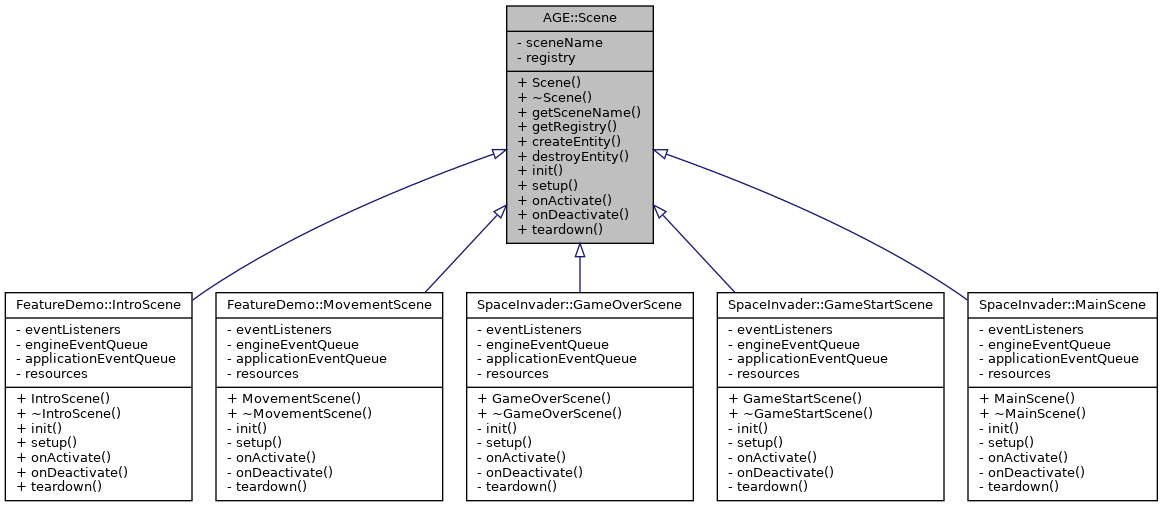 AGE::Scene
- sceneName
- registry
+ Scene()
+ ~Scene()
+ getSceneName()
+ getRegistry()
+ createEntity()
+ destroyEntity()
+ init()
+ setup()
+ onActivate()
+ onDeactivate()
+ teardown()
FeatureDemo::IntroScene
- eventListeners
- engineEventQueue
- applicationEventQueue
- resources
+ IntroScene()
+ ~IntroScene()
+ init()
+ setup()
+ onActivate()
+ onDeactivate()
+ teardown()
FeatureDemo::MovementScene
- eventListeners
- engineEventQueue
- applicationEventQueue
- resources
+ MovementScene()
+ ~MovementScene()
- init()
- setup()
- onActivate()
- onDeactivate()
- teardown()
SpaceInvader::GameOverScene
- eventListeners
- engineEventQueue
- applicationEventQueue
- resources
+ GameOverScene()
+ ~GameOverScene()
- init()
- setup()
- onActivate()
- onDeactivate()
- teardown()
SpaceInvader::GameStartScene
- eventListeners
- engineEventQueue
- applicationEventQueue
- resources
+ GameStartScene()
+ ~GameStartScene()
- init()
- setup()
- onActivate()
- onDeactivate()
- teardown()
SpaceInvader::MainScene
- eventListeners
- engineEventQueue
- applicationEventQueue
- resources
+ MainScene()
+ ~MainScene()
- init()
- setup()
- onActivate()
- onDeactivate()
- teardown()